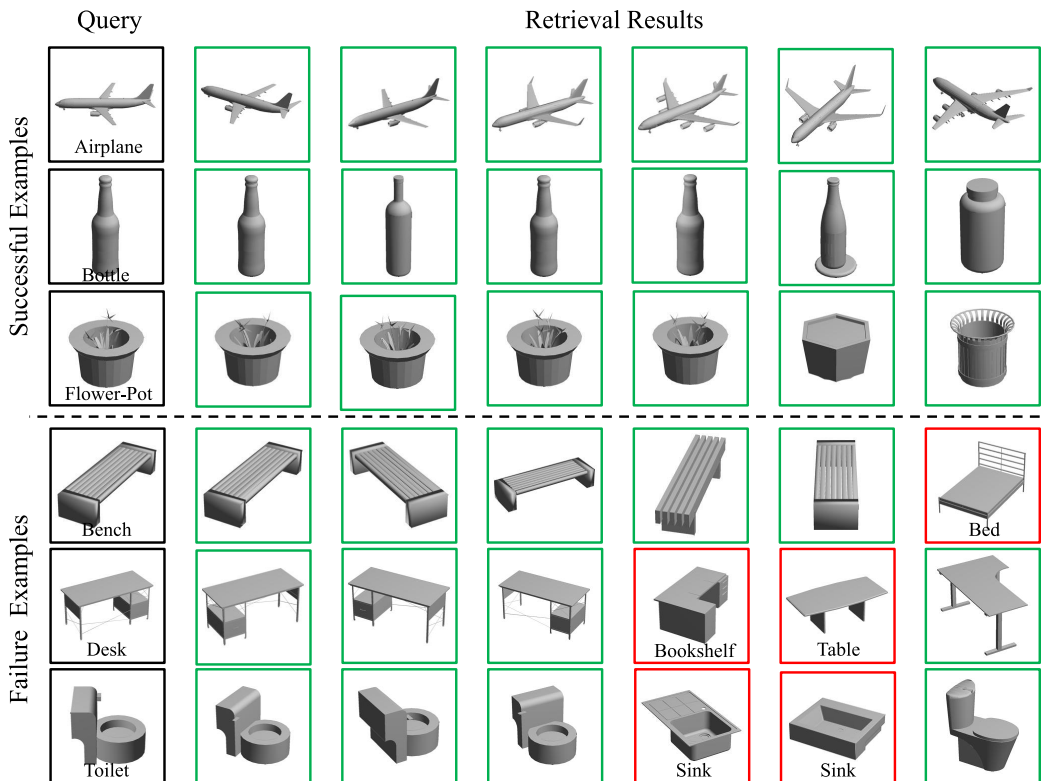 Query
Retrieval Results
Successful Examples
Airplane
Bottle
Flower-Pot
Failure Examples
Bench
Bed
Desk
Bookshelf
Table
Toilet
Sink
Sink